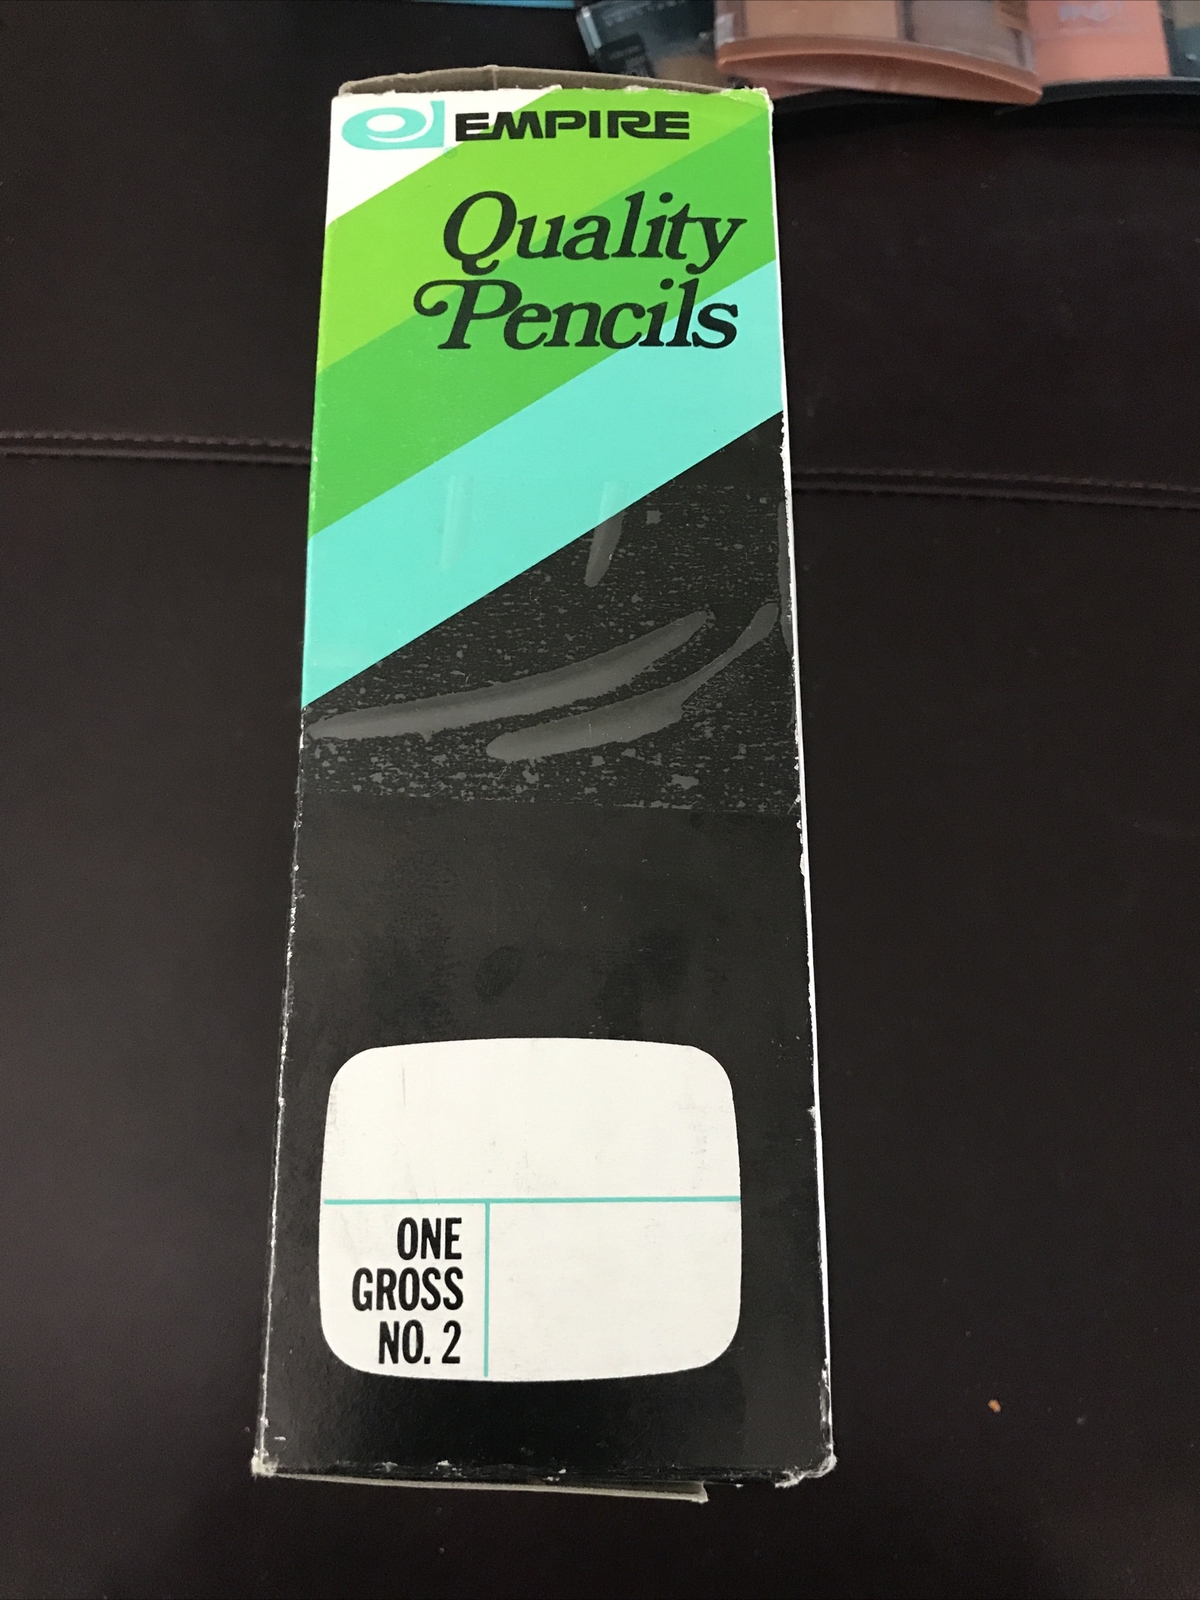 EMPIRE
Quality
Pencils
ONE
GROSS
NO. 2